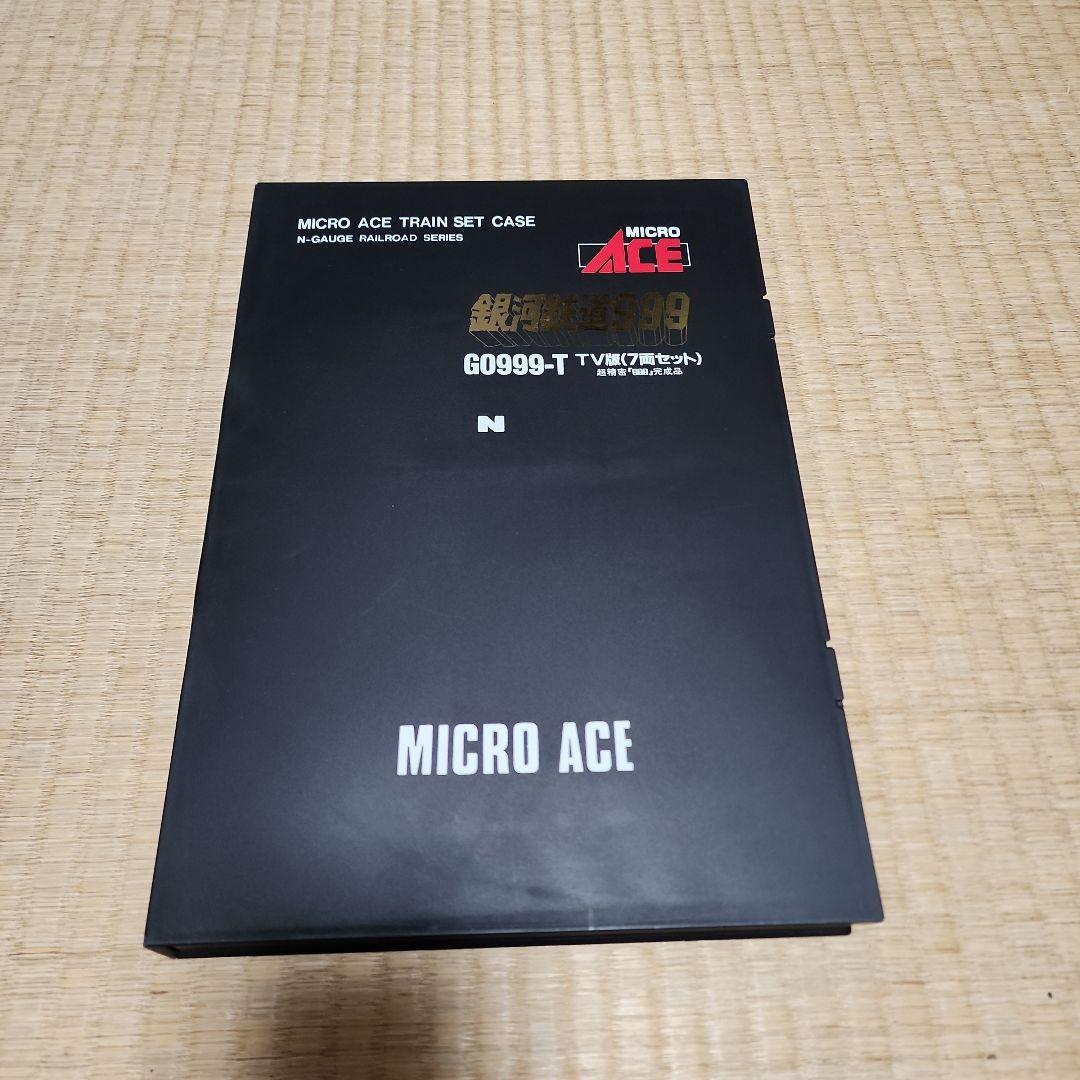 MICRO ACE TRAIN SET CASE
N-GAUGE RAILROAD SERIES
MICRO
ACE
銀河鉄道999
G0999-T TV版(7両セット)
超精密『999』完成品
N
MICRO ACE